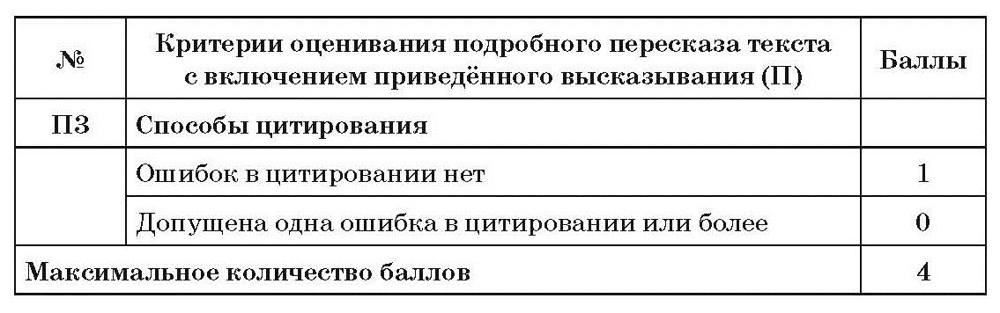 №
Критерии оценивания подробного пересказа текста
с включением приведённого высказывания (П)
Баллы
П3
Способы цитирования
Ошибок в цитировании нет
1
Допущена одна ошибка в цитировании или более
0
Максимальное количество баллов
4